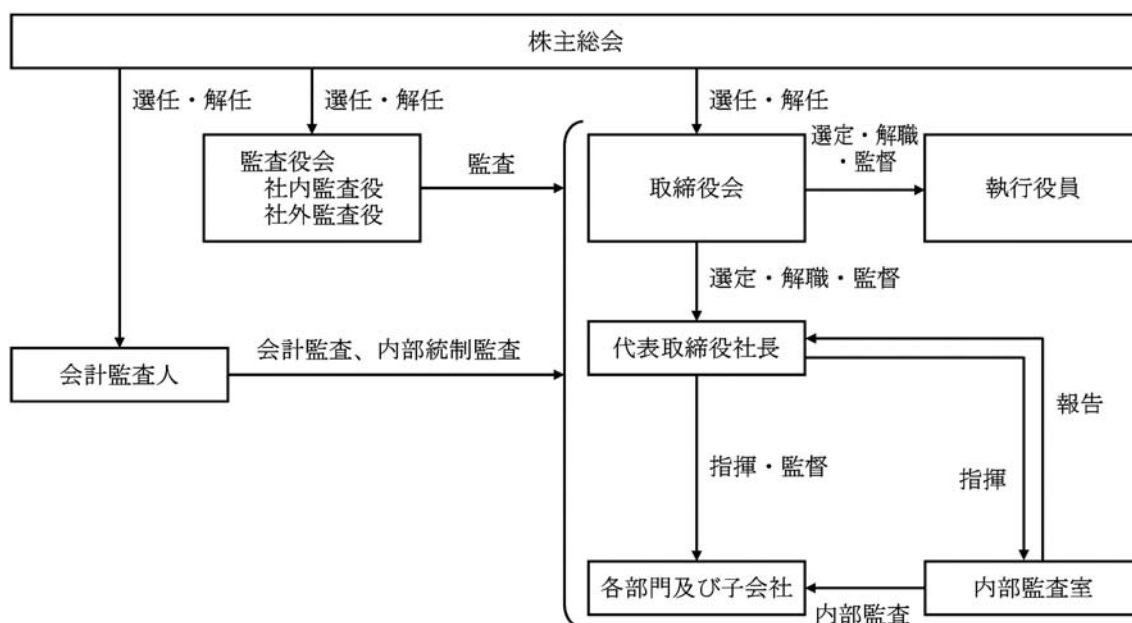 株主総会
選任・解任
選任・解任
選任・解任
監査役会
社内監査役
社外監査役
監査
取締役会
選定・解職
・監督
執行役員
選定・解職・監督
会計監査人
会計監査、内部統制監査
代表取締役社長
報告
指揮・監督
指揮
各部門及び子会社
内部監査
内部監査室